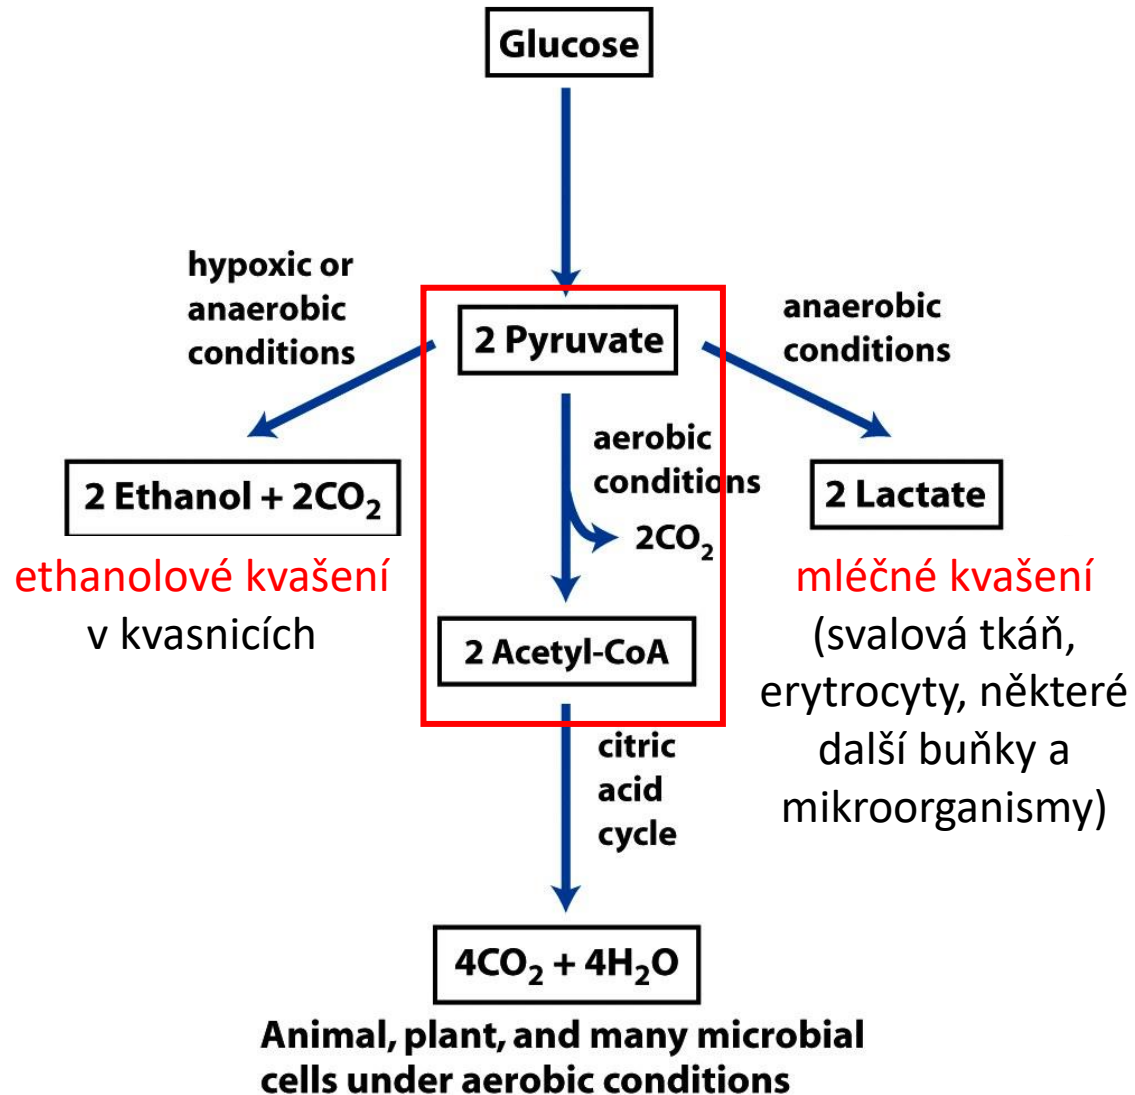 Glucose
hypoxic or
anaerobic
conditions
2 Pyruvate
anaerobic
conditions
aerobic
conditions
2CO₂
2 Ethanol + 2CO₂
2 Lactate
ethanolové kvašení
v kvasnicích
mléčné kvašení
(svalová tkáň,
erytrocyty, některé
další buňky a
mikroorganismy)
2 Acetyl-CoA
citric
acid
cycle
4CO₂ + 4H₂O
Animal, plant, and many microbial
cells under aerobic conditions